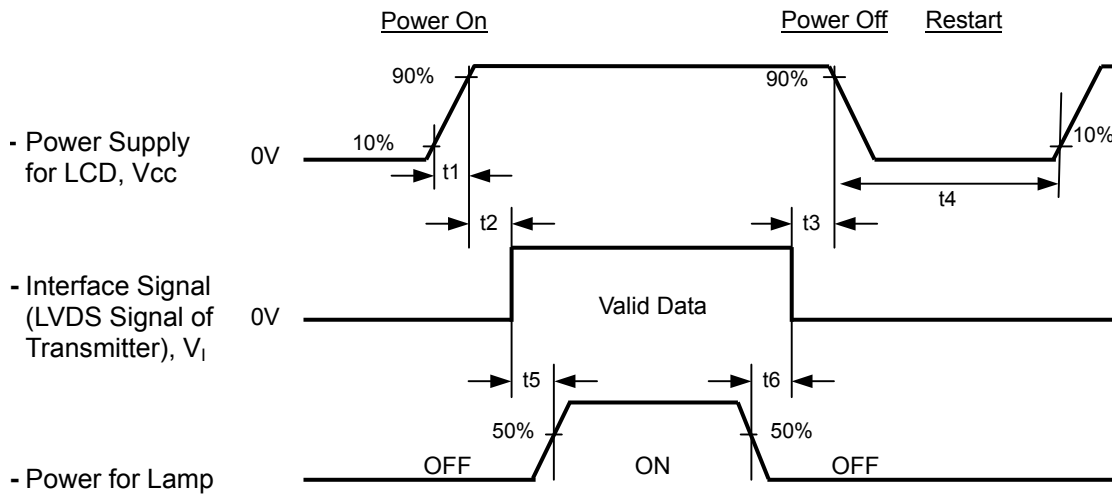 Power On
Power Off
Restart
90%
90%
- Power Supply
for LCD, Vcc
0V
10%
10%
t1
t4
t2
t3
- Interface Signal
(LVDS Signal of
Transmitter), VI
0V
Valid Data
t5
t6
50%
50%
- Power for Lamp
OFF
ON
OFF